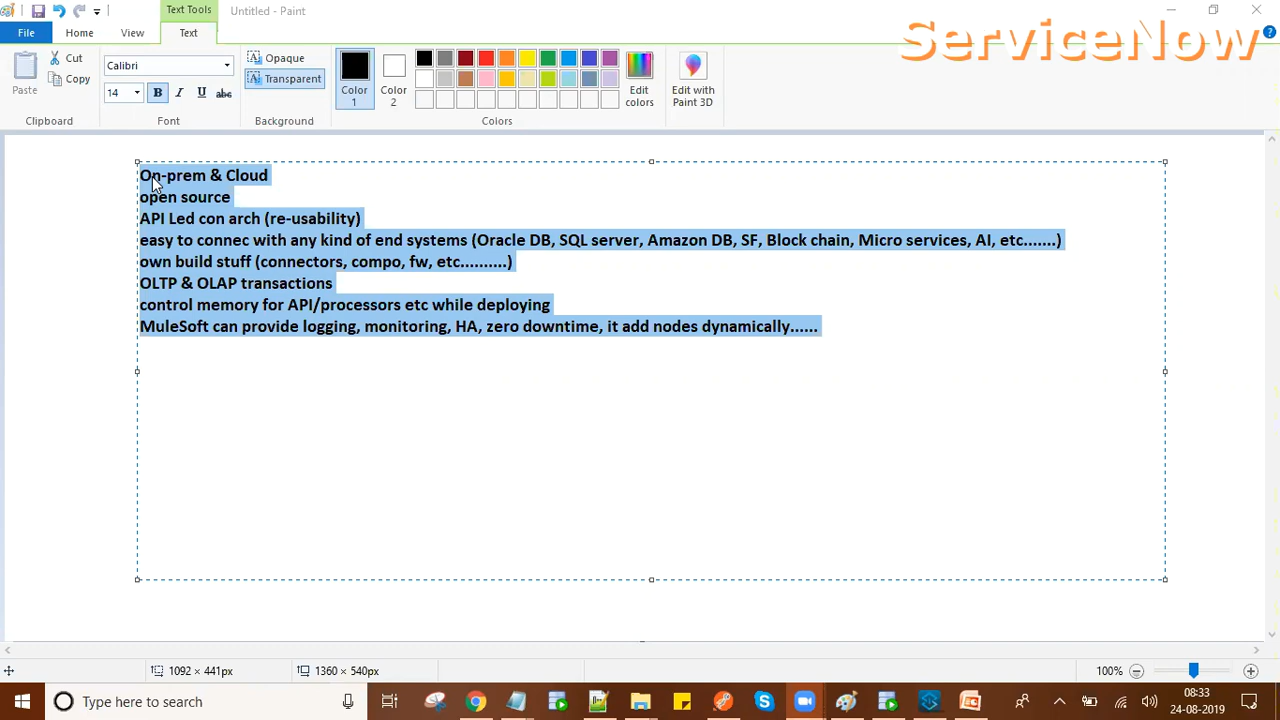 Text Tools
Untitled - Paint
ServiceNow
File
Home
View
Text
Paste
Cut
Copy
Calibri
14
B
I
U
abc
A Opaque
A Transparent
Color 1
Color 2
Edit colors
Edit with Paint 3D
Clipboard
Font
Background
Colors
On-prem & Cloud
open source
API Led con arch (re-usability)
easy to connec with any kind of end systems (Oracle DB, SQL server, Amazon DB, SF, Block chain, Micro services, AI, etc.......)
own build stuff (connectors, compo, fw, etc..........)
OLTP & OLAP transactions
control memory for API/processors etc while deploying
MuleSoft can provide logging, monitoring, HA, zero downtime, it add nodes dynamically......
1092 × 441px
1360 × 540px
100%
Type here to search
08:33
24-08-2019